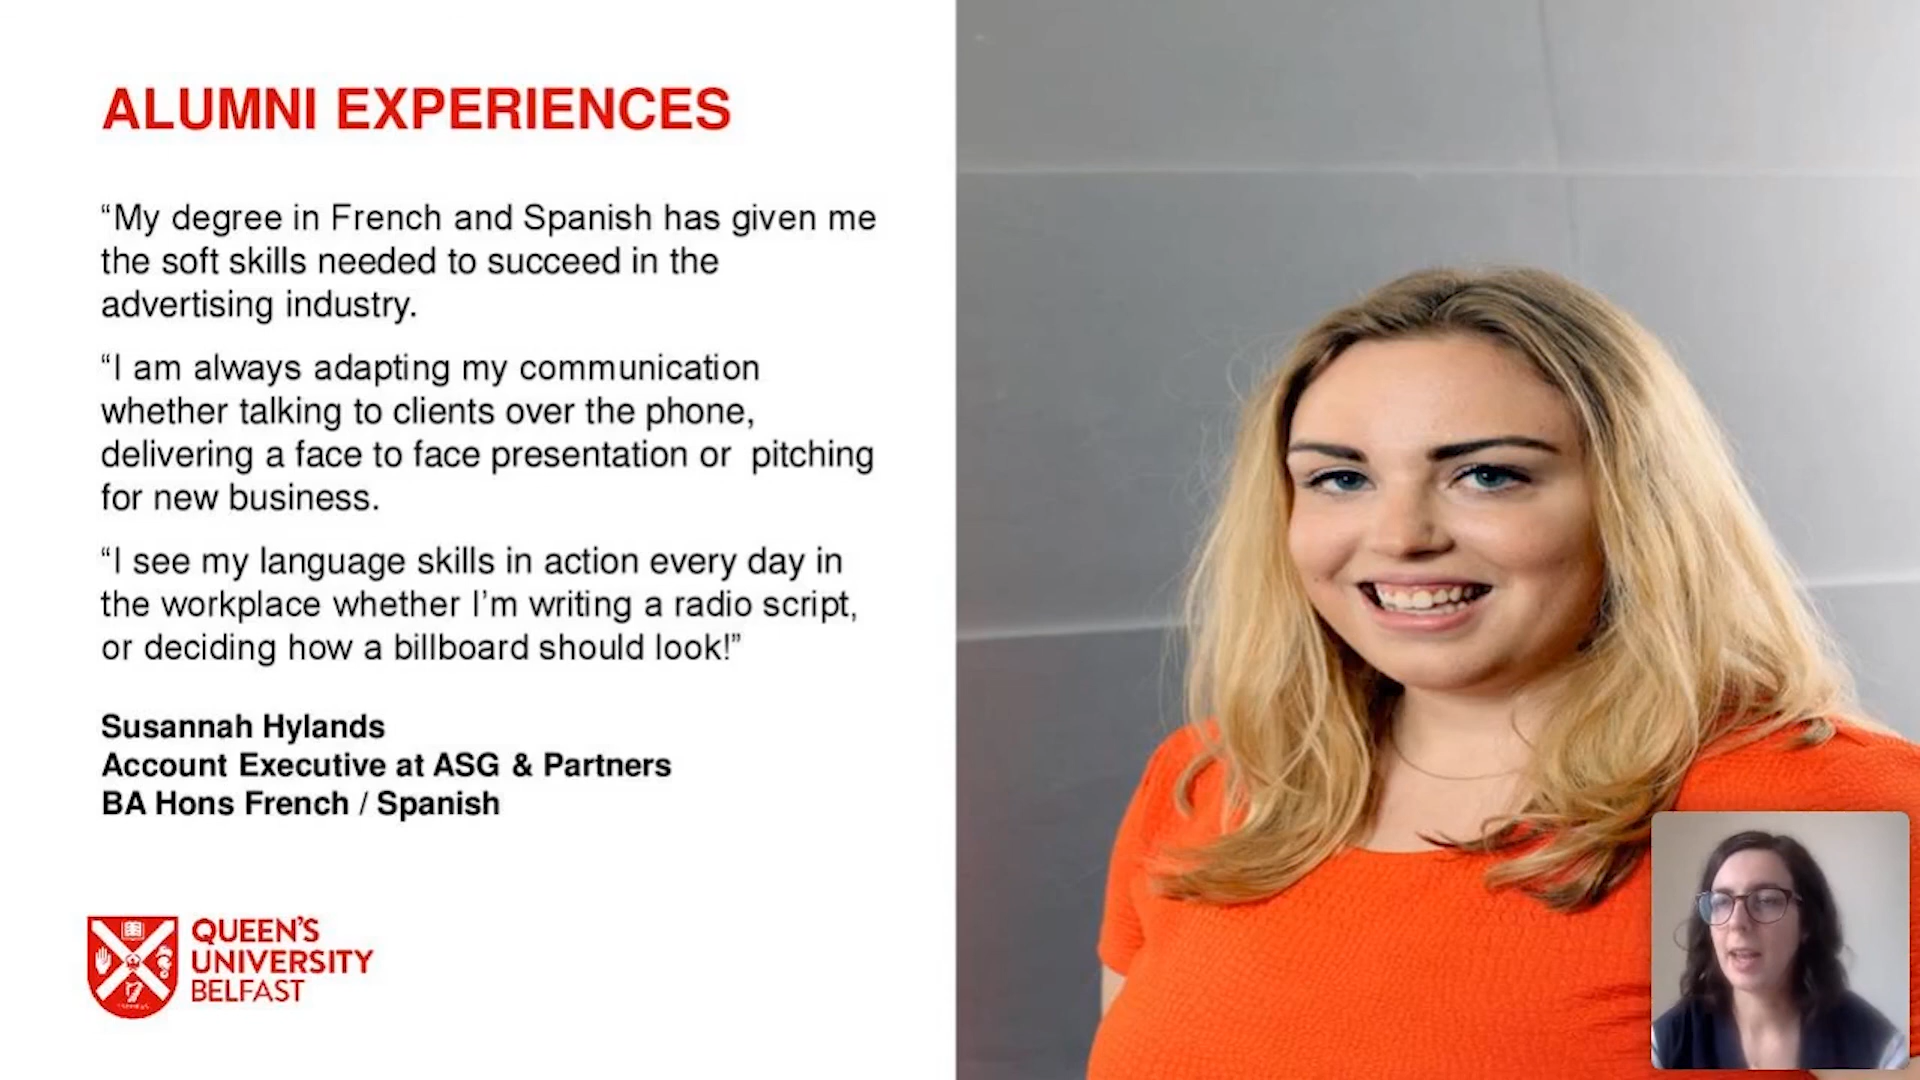 ALUMNI EXPERIENCES
“My degree in French and Spanish has given me
the soft skills needed to succeed in the
advertising industry.
“I am always adapting my communication
whether talking to clients over the phone,
delivering a face to face presentation or  pitching
for new business.
“I see my language skills in action every day in
the workplace whether I’m writing a radio script,
or deciding how a billboard should look!”
Susannah Hylands
Account Executive at ASG & Partners
BA Hons French / Spanish
QUEEN’S
UNIVERSITY
BELFAST